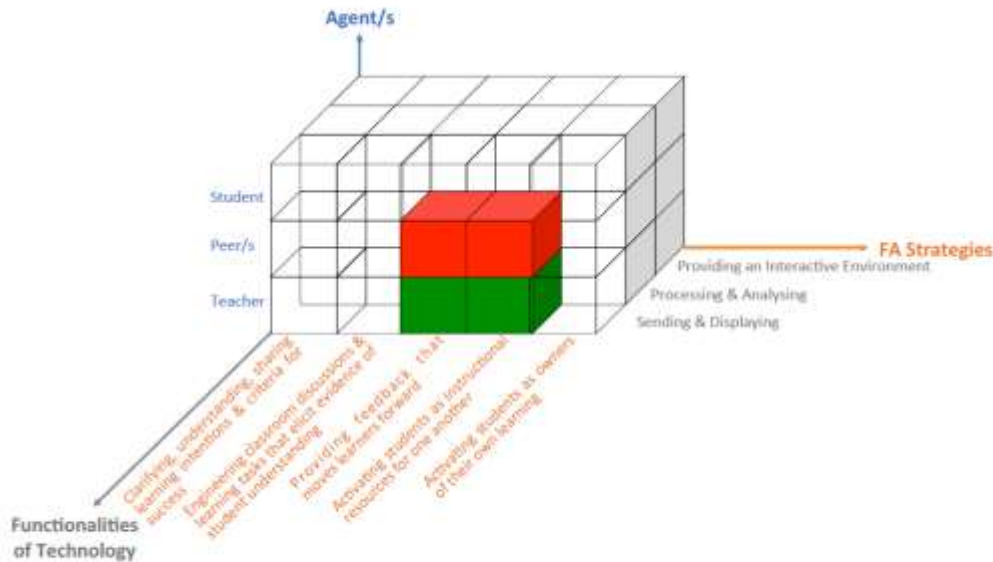 Agent/s
Student
Peer/s
Teacher
FA Strategies
Providing an Interactive Environment
Processing & Analysing
Sending & Displaying
Clarifying, understanding, sharing
learning intentions & criteria for
success
Engineering classroom discussions &
learning tasks that elicit evidence of
student understanding
Providing feedback that
moves learners forward
Activating students as instructional
resources for one another
Activating students as owners
of their own learning
Functionalities
of Technology